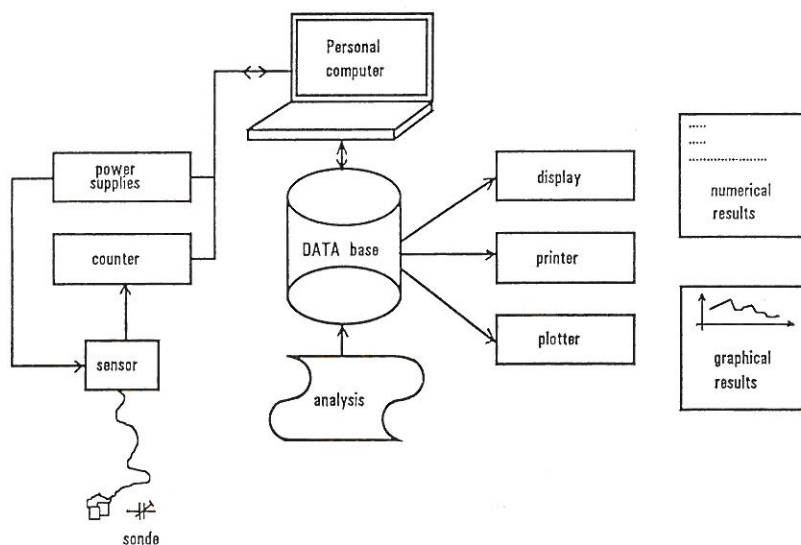 Personal
computer
power
supplies
counter
sensor
sonde
DATA base
analysis
display
printer
plotter
numerical
results
graphical
results